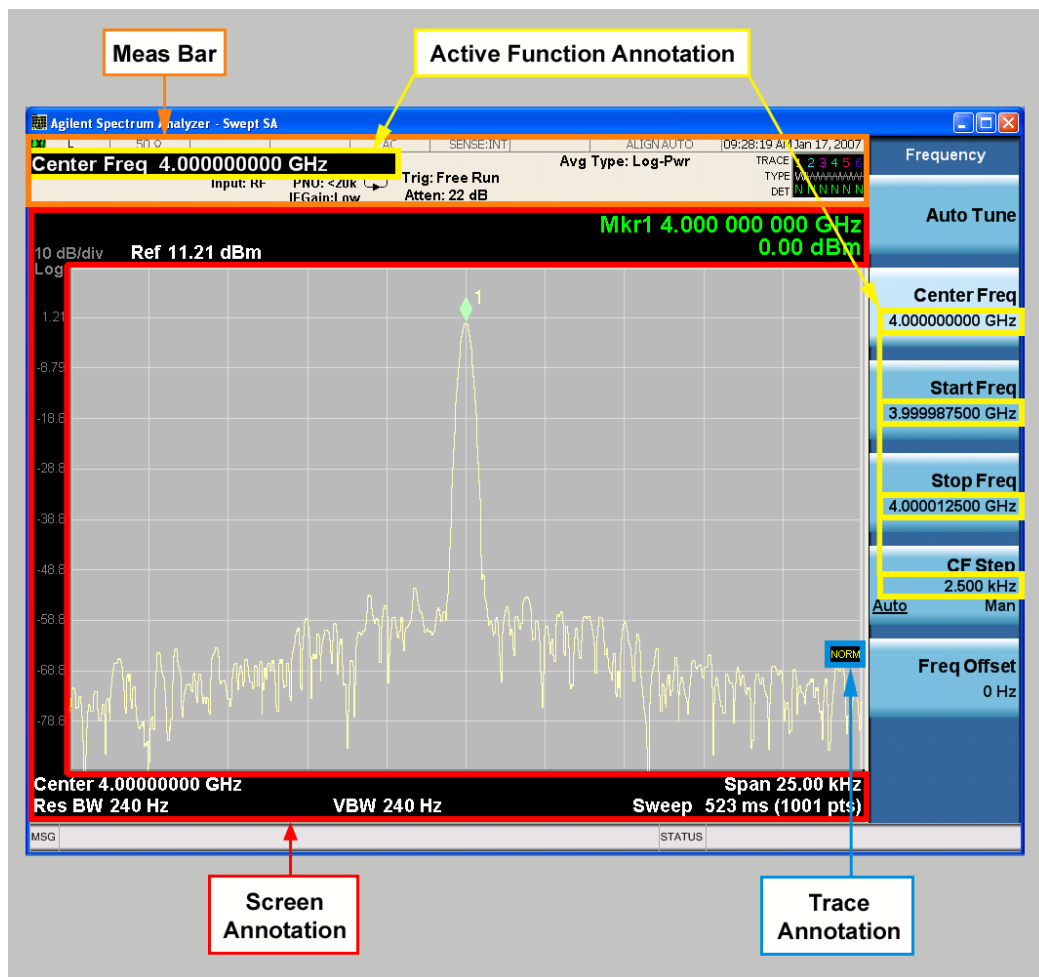 Meas Bar
Active Function Annotation
Agilent Spectrum Analyzer - Swept SA
L 50 Ω AC SENSE:INT ALIGN AUTO 09:28:19 AM Jan 17, 2007
Center Freq 4.000000000 GHz
Input: RF
PNO: <20k
IFGain:Low
Trig: Free Run
Atten: 22 dB
Avg Type: Log-Pwr
TRACE 1 2 3 4 5 6
TYPE
DET N N N N N N
Mkr1 4.000 000 000 GHz
0.00 dBm
10 dB/div
Log
Ref 11.21 dBm
1
1.21
-8.79
-18.8
-28.8
-38.8
-48.8
-58.8
-68.8
-78.8
NORM
Center 4.00000000 GHz
Span 25.00 kHz
Res BW 240 Hz
VBW 240 Hz
Sweep 523 ms (1001 pts)
MSG
STATUS
Frequency
Auto Tune
Center Freq
4.000000000 GHz
Start Freq
3.999987500 GHz
Stop Freq
4.000012500 GHz
CF Step
2.500 kHz
Auto Man
Freq Offset
0 Hz
Screen
Annotation
Trace
Annotation